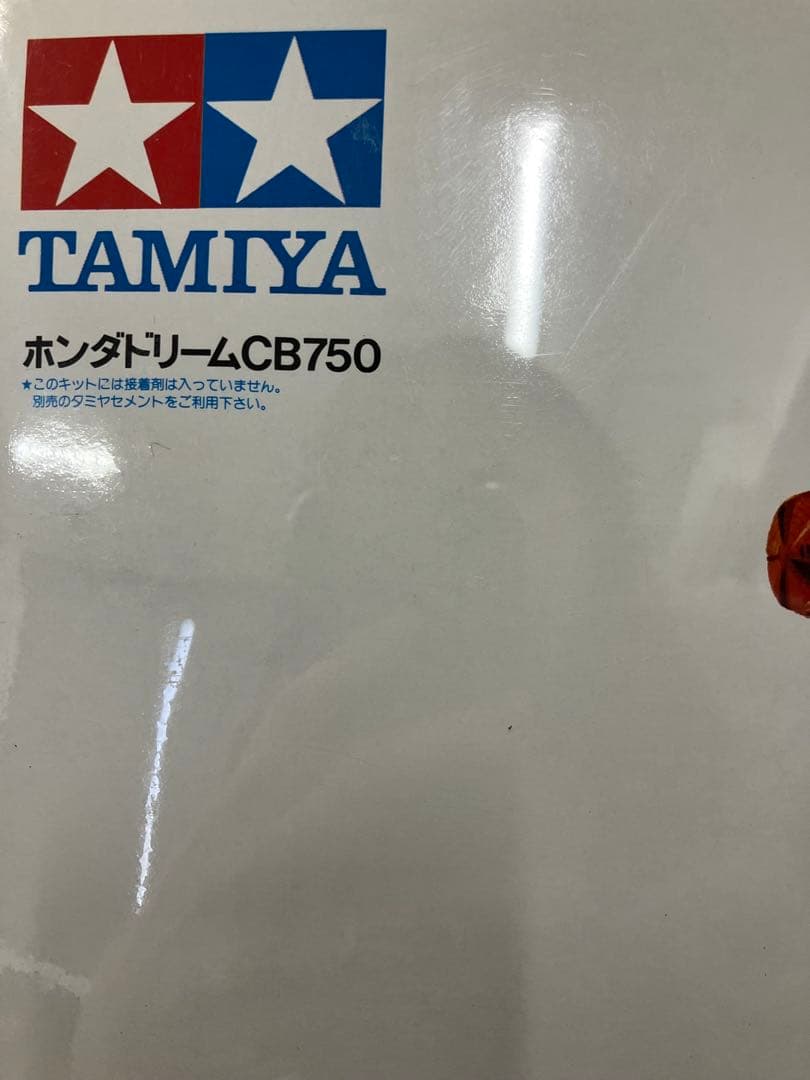 TAMIYA
ホンダドリームCB750
★このキットには接着剤は入っていません。
別売のタミヤセメントをご利用下さい。